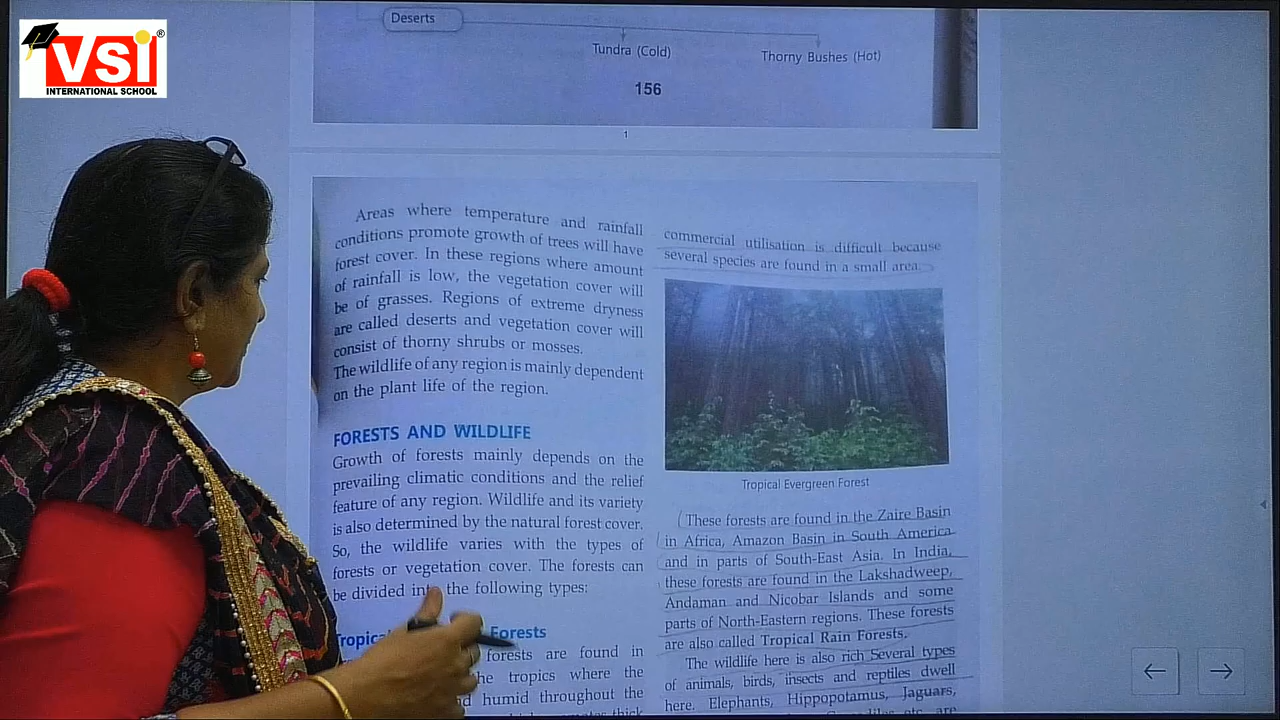 VSI
®
INTERNATIONAL SCHOOL
Deserts
Tundra (Cold)
Thorny Bushes (Hot)
156
1
Areas where temperature and rainfall
conditions promote growth of trees will have
forest cover. In these regions where amount
of rainfall is low, the vegetation cover will
be of grasses. Regions of extreme dryness
are called deserts and vegetation cover will
consist of thorny shrubs or mosses.
The wildlife of any region is mainly dependent
on the plant life of the region.
FORESTS AND WILDLIFE
Growth of forests mainly depends on the
prevailing climatic conditions and the relief
feature of any region. Wildlife and its variety
is also determined by the natural forest cover.
So, the wildlife varies with the types of
forests or vegetation cover. The forests can
be divided into the following types:
Forests
forests are found in
tropics where the
humid throughout the
thick
commercial utilisation is difficult because
several species are found in a small area.
Tropical Evergreen Forest
These forests are found in the Zaire Basin
in Africa, Amazon Basin in South America
and in parts of South-East Asia. In India,
these forests are found in the Lakshadweep,
Andaman and Nicobar Islands and some
parts of North-Eastern regions. These forests
are also called Tropical Rain Forests.
The wildlife here is also rich Several types
of animals, birds, insects and reptiles dwell
here. Elephants, Hippopotamus, Jaguars,
etc. are